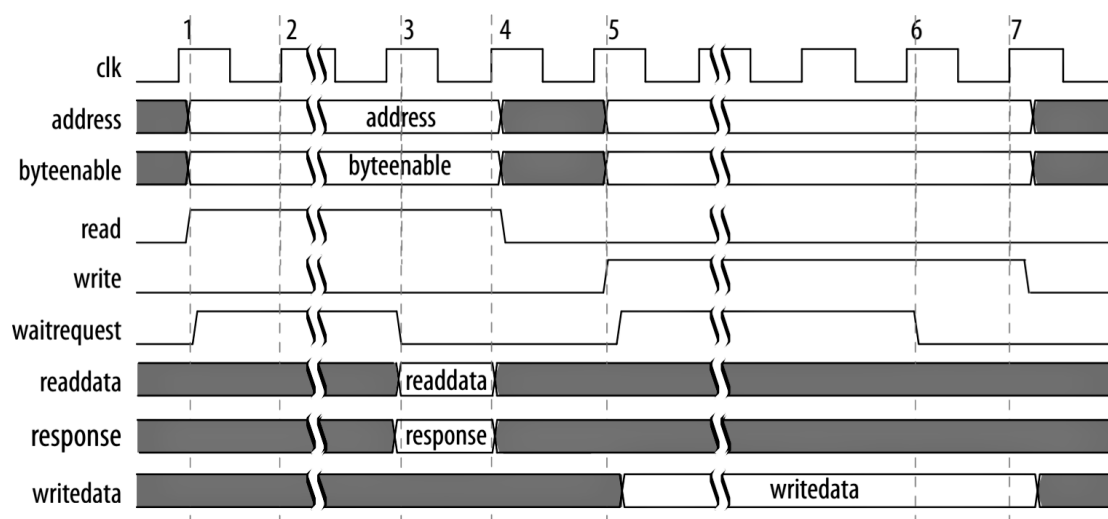 1 2 3 4 5 6 7
clk
address address
byteenable byteenable
read
write
waitrequest
readdata readdata
response response
writedata writedata